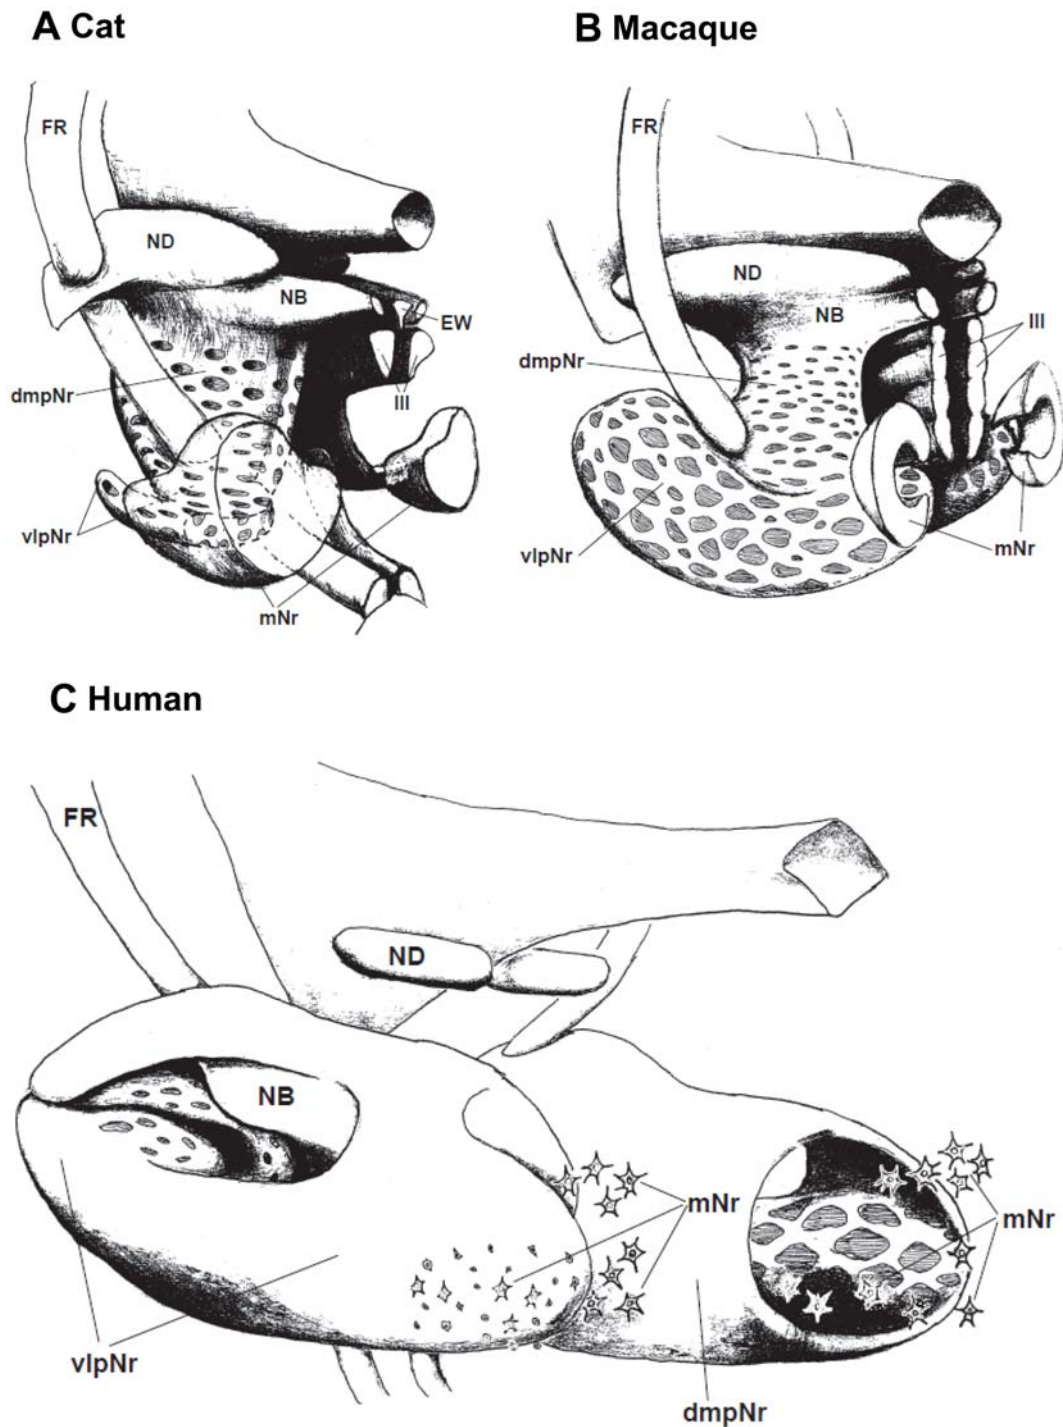 A Cat
FR
ND
NB
EW
dmpNr
III
vlpNr
mNr
B Macaque
FR
ND
NB
III
dmpNr
vlpNr
mNr
C Human
FR
ND
NB
mNr
mNr
vlpNr
dmpNr